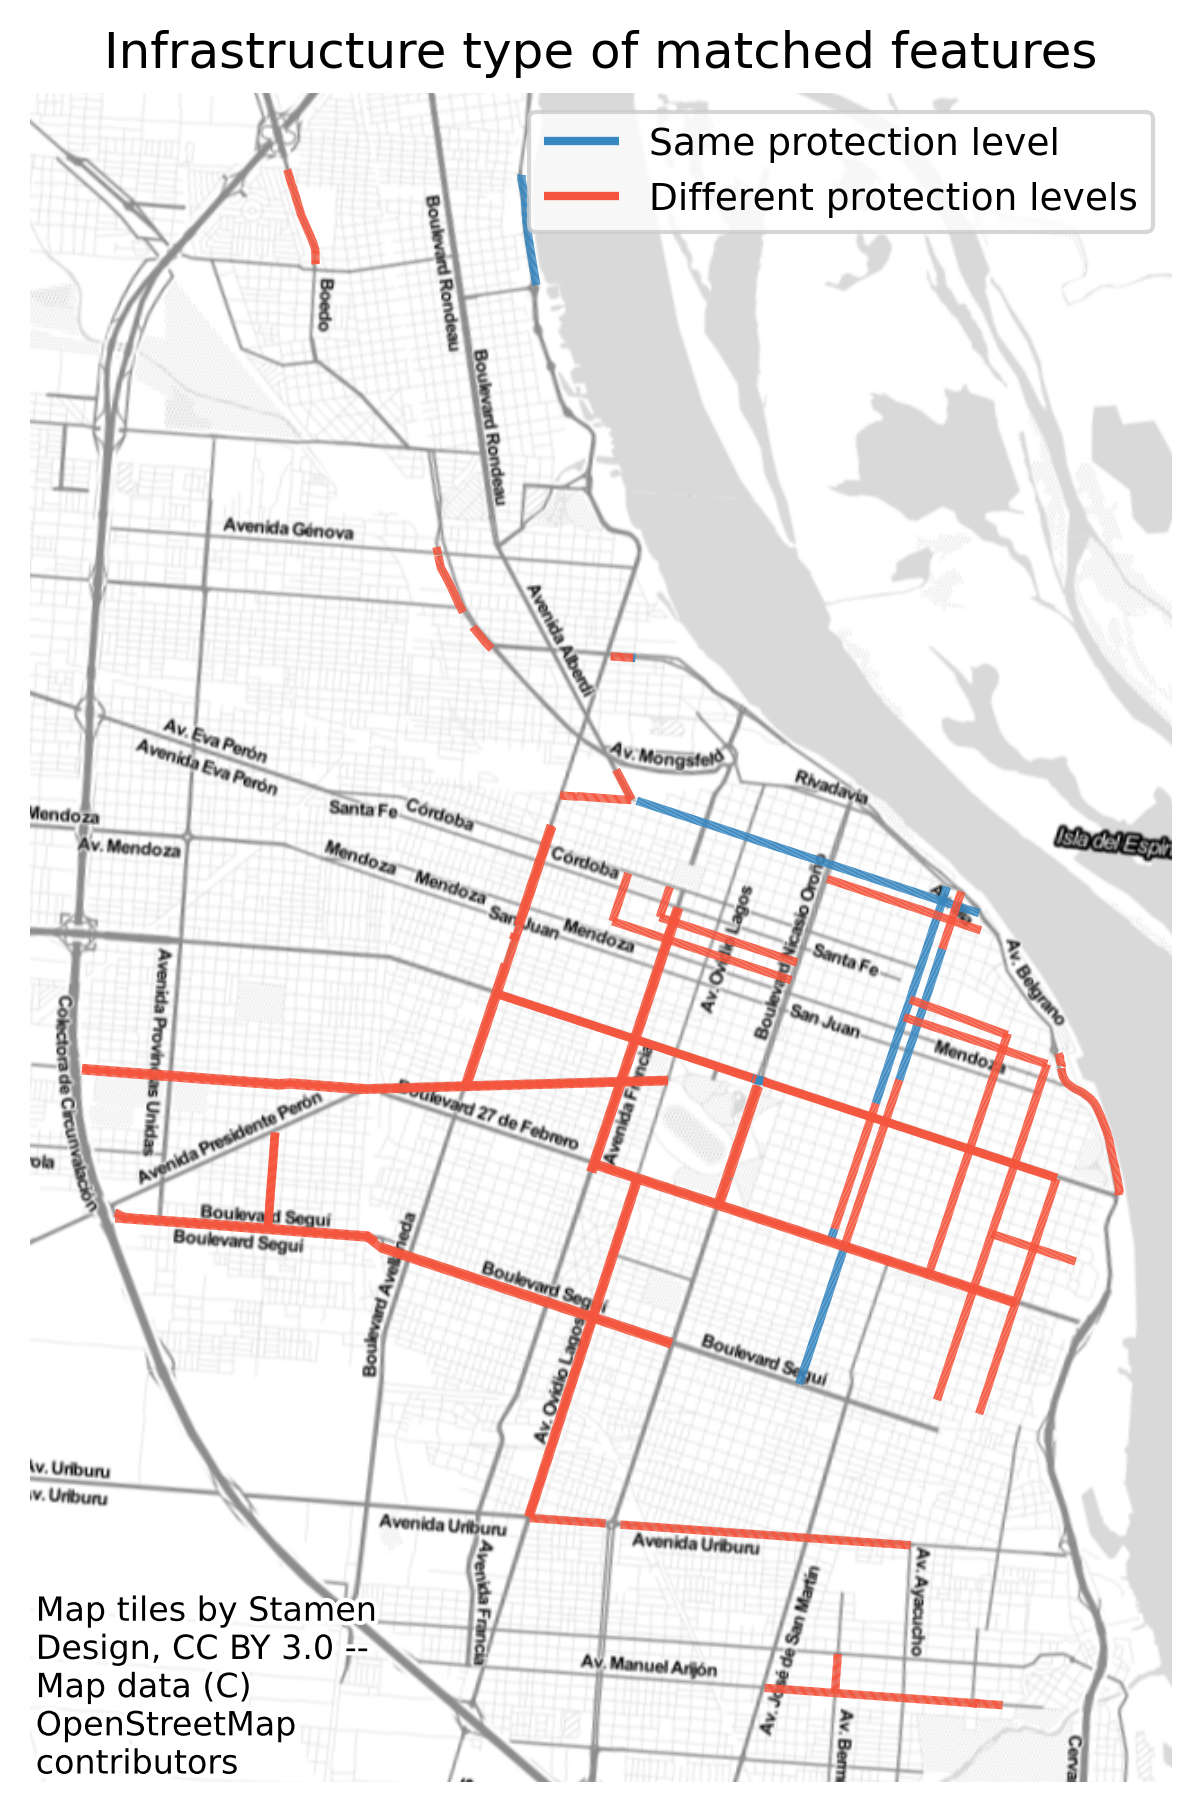 Infrastructure type of matched features
Same protection level
Different protection levels
Boulevard Rondeau
Boedo
Boulevard Rondeau
Avenida Génova
Avenida Alberdi
Av. Eva Perón
Avenida Eva Perón
Av. Mongsfeld
Rivadavia
Mendoza
Santa Fe
Córdoba
Av. Mendoza
Mendoza
Córdoba
Isla del Espin
Mendoza
San Juan
Mendoza
Av. Ovidio Lagos
Boulevard Nicasio Oroño
Santa Fe
Av. Belgrano
Avenida Provincias Unidas
Colectora de Circunvalación
San Juan
Mendoza
Avenida Francia
Boulevard 27 de Febrero
Avenida Presidente Perón
ola
Boulevard Seguí
Boulevard Seguí
Boulevard Avellaneda
Boulevard Seguí
Av. Ovidio Lagos
Boulevard Seguí
Av. Uriburu
Av. Uriburu
Avenida Uriburu
Avenida Uriburu
Avenida Francia
Av. José de San Martín
Av. Ayacucho
Av. Manuel Arijón
Av. Berm
Cerva
Map tiles by Stamen
Design, CC BY 3.0 --
Map data (C)
OpenStreetMap
contributors